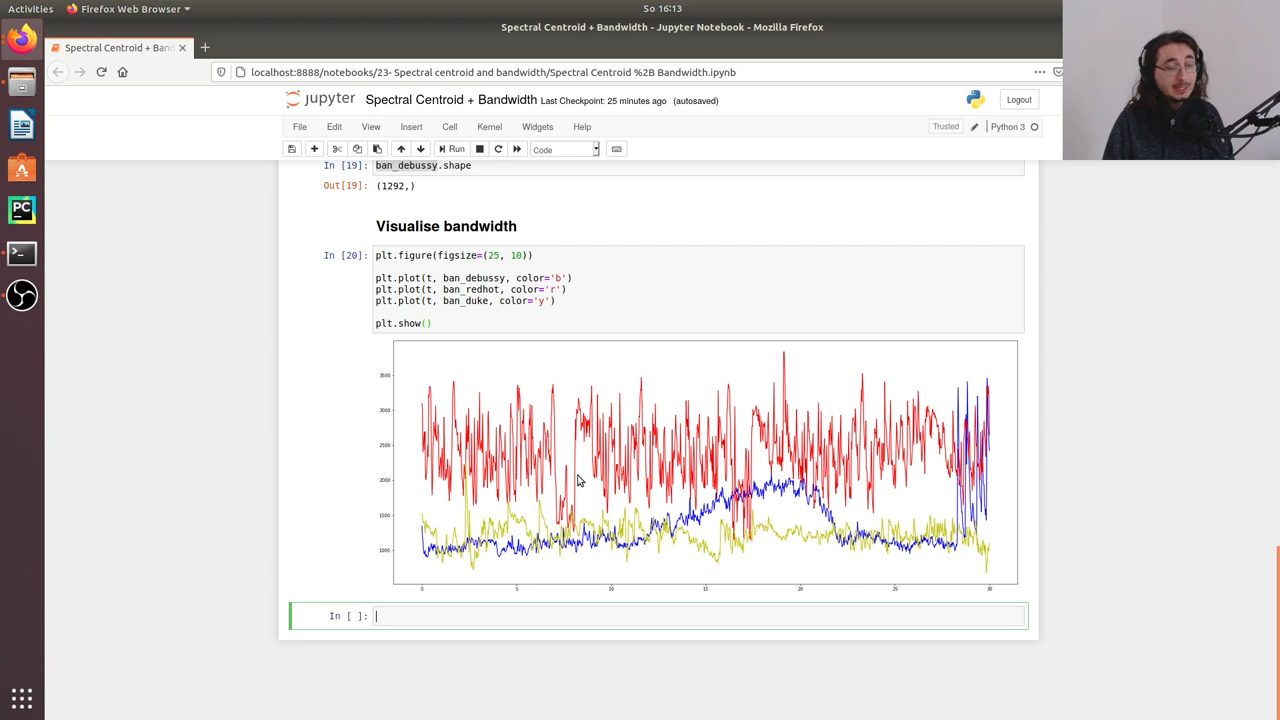 Activities
Firefox Web Browser
So 16:13
Spectral Centroid + Bandwidth - Jupyter Notebook - Mozilla Firefox
Spectral Centroid + Ban
localhost:8888/notebooks/23- Spectral centroid and bandwidth/Spectral Centroid %2B Bandwidth.ipynb
jupyter
Spectral Centroid + Bandwidth Last Checkpoint: 25 minutes ago (autosaved)
Logout
File Edit View Insert Cell Kernel Widgets Help
Trusted
Python 3
Run
Code
In [19]: ban_debussy.shape
Out[19]: (1292,)
Visualise bandwidth
In [20]: plt.figure(figsize=(25, 10))
plt.plot(t, ban_debussy, color='b')
plt.plot(t, ban_redhot, color='r')
plt.plot(t, ban_duke, color='y')
plt.show()
3500
3000
2500
2000
1500
1000
0 5 10 15 20 25 30
In [ ]:
PC